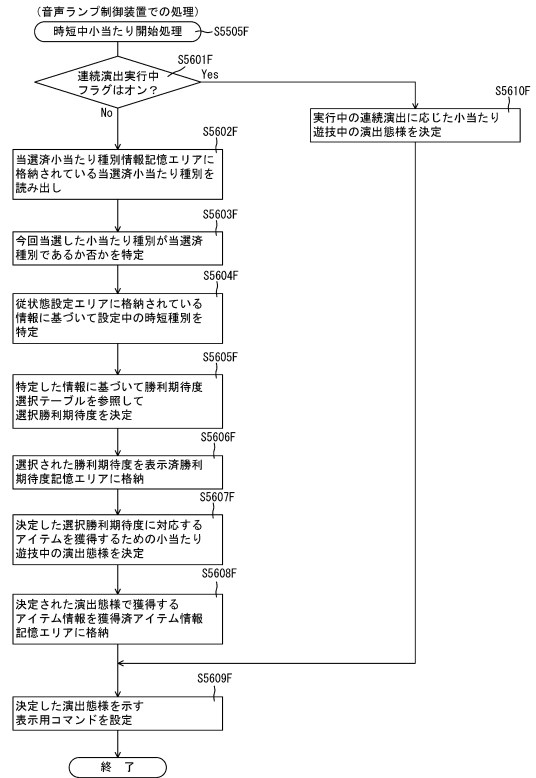 （音声ランプ制御装置での処理）
時短中小当たり開始処理
S5505F
S5601F
連続演出実行中
フラグはオン？
Yes
No
S5610F
実行中の連続演出に応じた小当たり
遊技中の演出態様を決定
S5602F
当選済小当たり種別情報記憶エリアに
格納されている当選済小当たり種別を
読み出し
S5603F
今回当選した小当たり種別が当選済
種別であるか否かを特定
S5604F
従状態設定エリアに格納されている
情報に基づいて設定中の時短種別を
特定
S5605F
特定した情報に基づいて勝利期待度
選択テーブルを参照して
選択勝利期待度を決定
S5606F
選択された勝利期待度を表示済勝利
期待度記憶エリアに格納
S5607F
決定した選択勝利期待度に対応する
アイテムを獲得するための小当たり
遊技中の演出態様を決定
S5608F
決定された演出態様で獲得する
アイテム情報を獲得済アイテム情報
記憶エリアに格納
S5609F
決定した演出態様を示す
表示用コマンドを設定
終 了